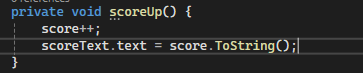 private void scoreUp() {
score++;
scoreText.text = score.ToString();
}